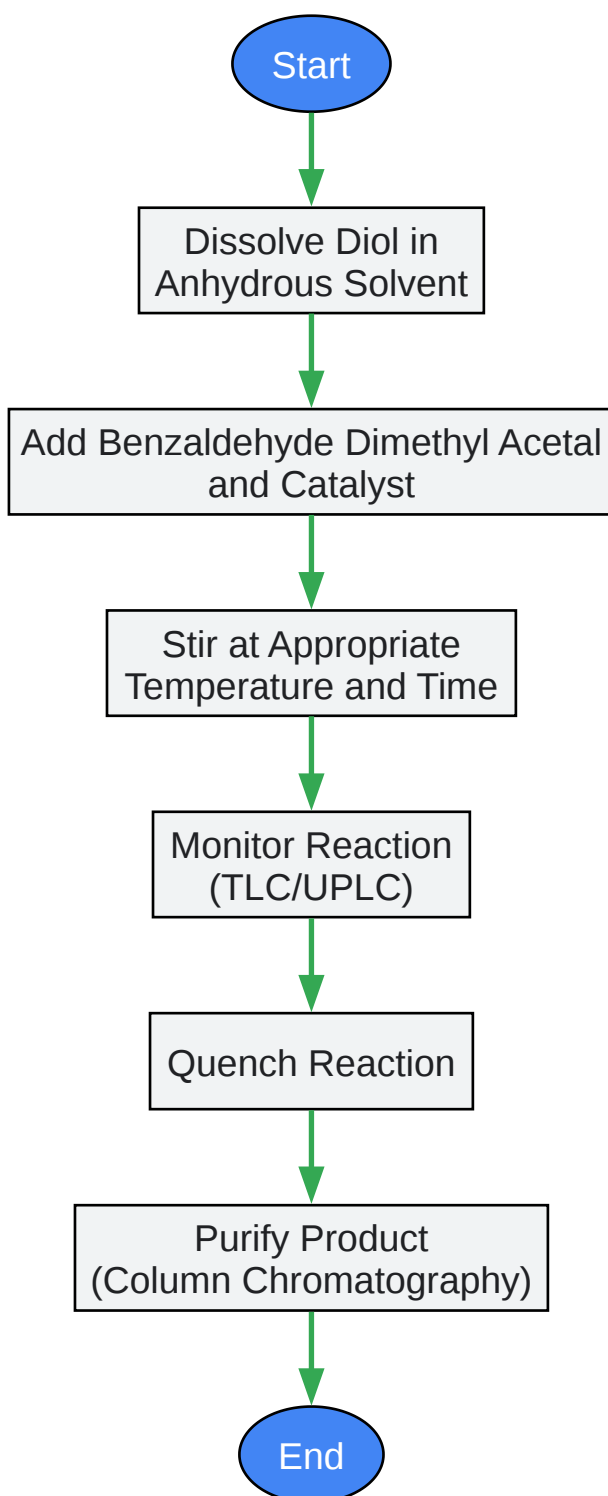 Start
Dissolve Diol in
Anhydrous Solvent
Add Benzaldehyde Dimethyl Acetal
and Catalyst
Stir at Appropriate
Temperature and Time
Monitor Reaction
(TLC/UPLC)
Quench Reaction
Purify Product
(Column Chromatography)
End